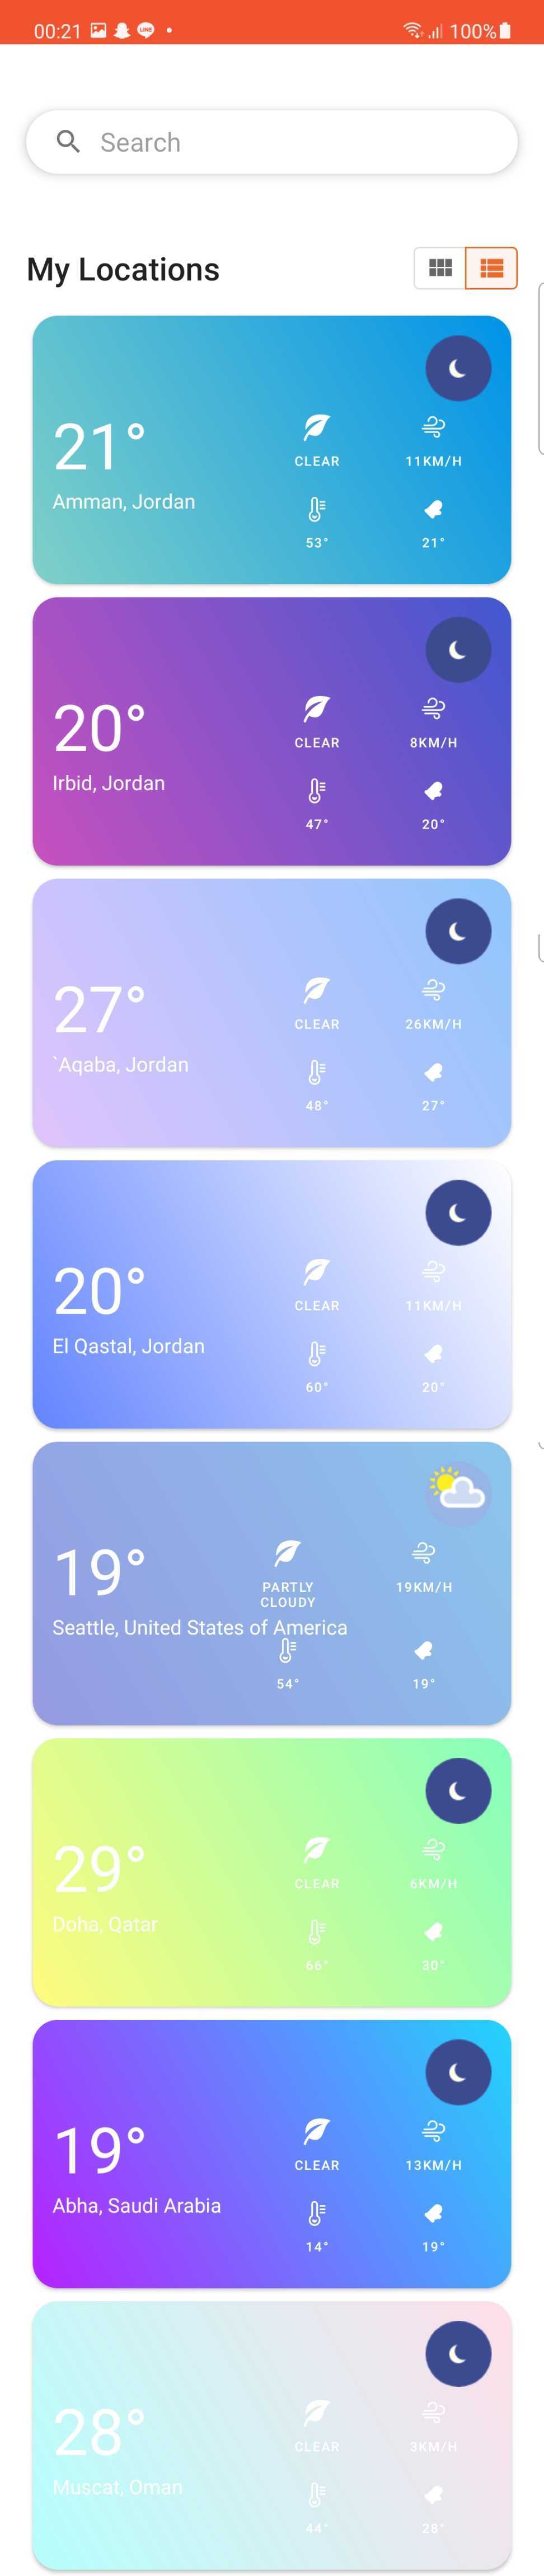 00:21 LINE 100%
Search
My Locations
21°
CLEAR 11KM/H
Amman, Jordan
53° 21°
20°
CLEAR 8KM/H
Irbid, Jordan
47° 20°
27°
CLEAR 26KM/H
`Aqaba, Jordan
48° 27°
20°
CLEAR 11KM/H
El Qastal, Jordan
60° 20°
19°
PARTLY 19KM/H
CLOUDY
Seattle, United States of America
54° 19°
29°
CLEAR 6KM/H
Doha, Qatar
66° 30°
19°
CLEAR 13KM/H
Abha, Saudi Arabia
14° 19°
28°
CLEAR 3KM/H
Muscat, Oman
44° 28°